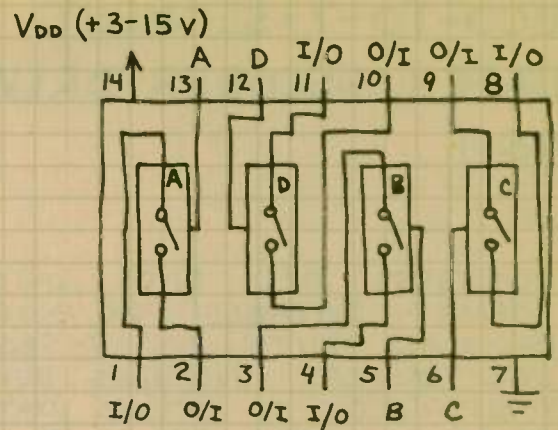 VDD (+3-15 V)
A D I/O O/I O/I I/O
14 13 12 11 10 9 8
A D B C
1 2 3 4 5 6 7
I/O O/I O/I I/O B C